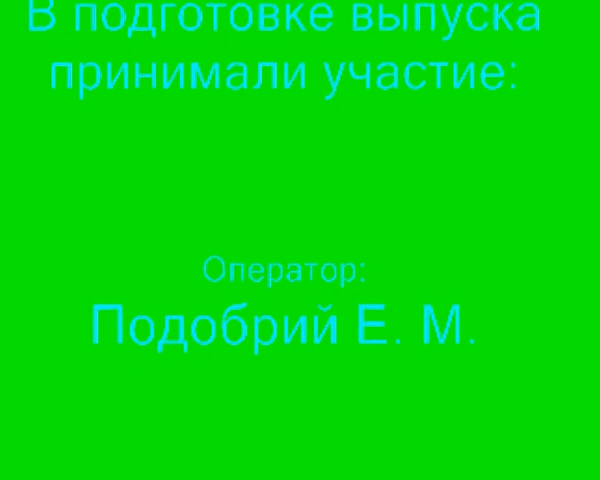 В подготовке выпуска
принимали участие:
Оператор:
Подобрий Е. М.